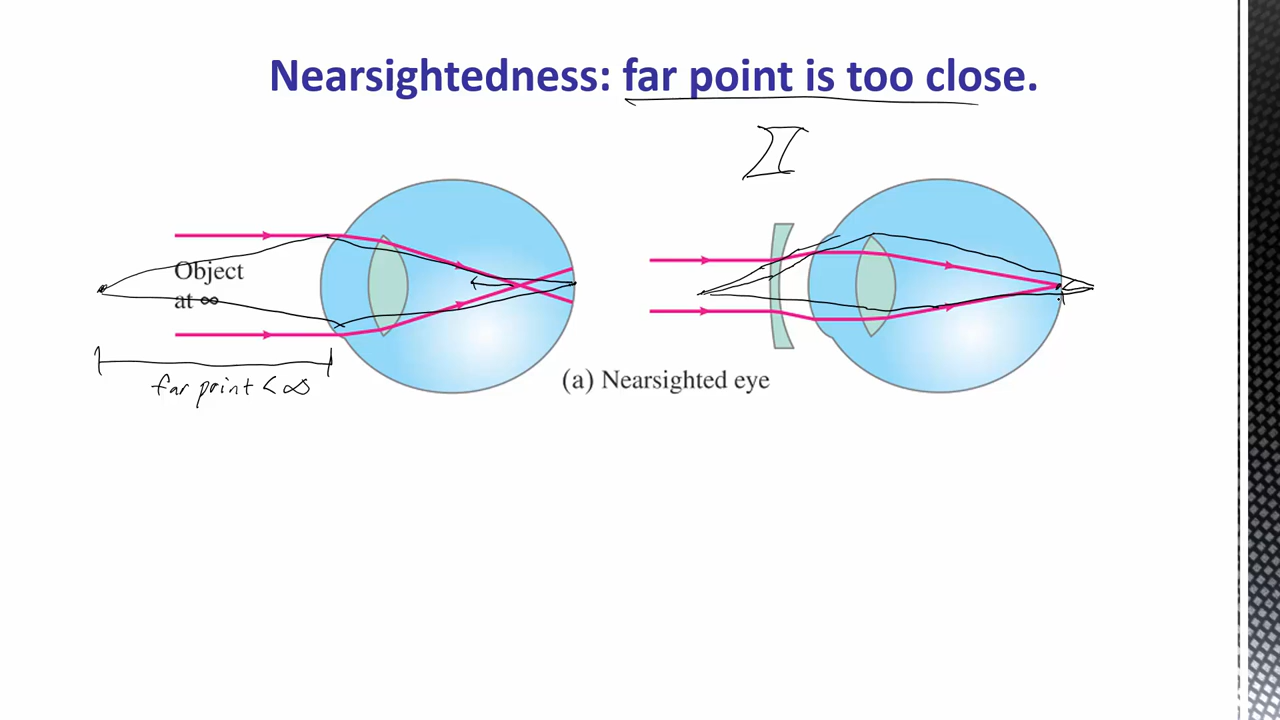 Nearsightedness: far point is too close.
Object
at ∞
far point < ∞
(a) Nearsighted eye